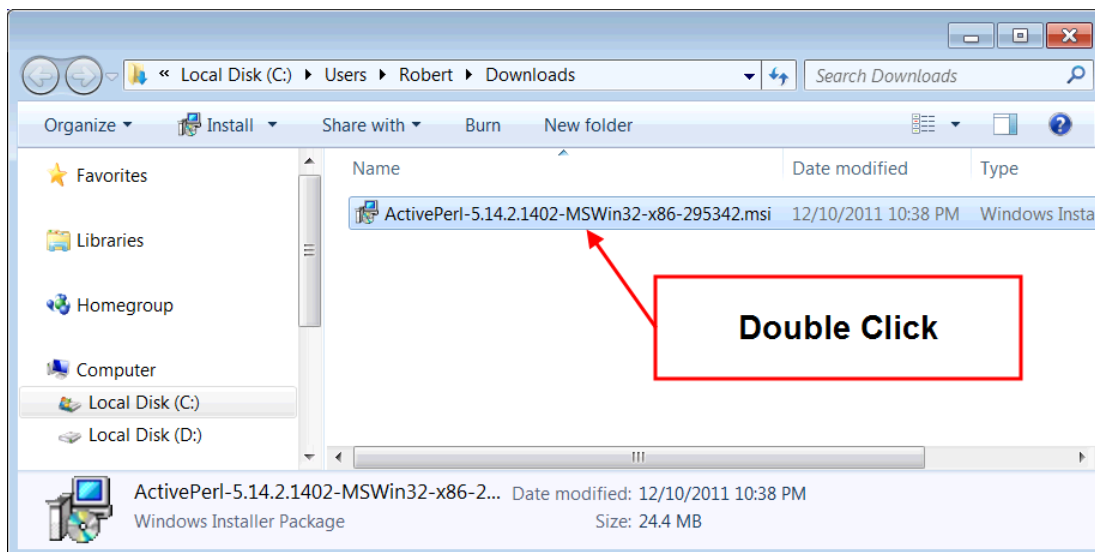 « Local Disk (C:) Users Robert Downloads Search Downloads
Organize Install Share with Burn New folder
Favorites
Libraries
Homegroup
Computer
Local Disk (C:)
Local Disk (D:)
Name Date modified Type
ActivePerl-5.14.2.1402-MSWin32-x86-295342.msi 12/10/2011 10:38 PM Windows Insta
Double Click
ActivePerl-5.14.2.1402-MSWin32-x86-2... Date modified: 12/10/2011 10:38 PM
Windows Installer Package Size: 24.4 MB